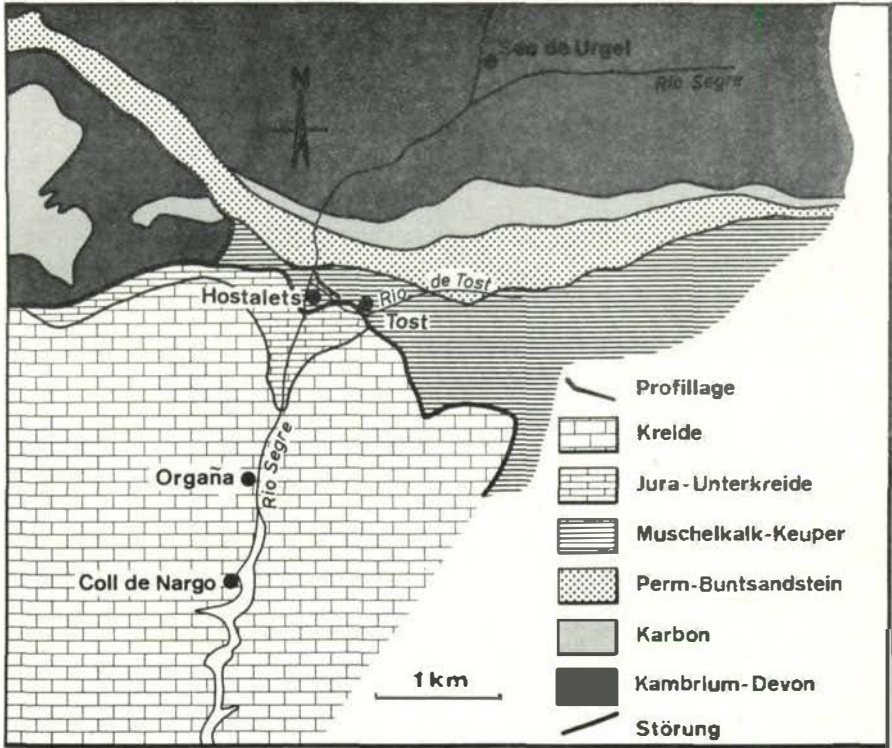 Seo de Urgel
Rio Segre
N
Hostalets
Rio de Tost
Tost
Orgaña
Rio Segre
Coll de Nargo
1 km
Profillage
Kreide
Jura-Unterkreide
Muschelkalk-Keuper
Perm-Buntsandstein
Karbon
Kambrium-Devon
Störung